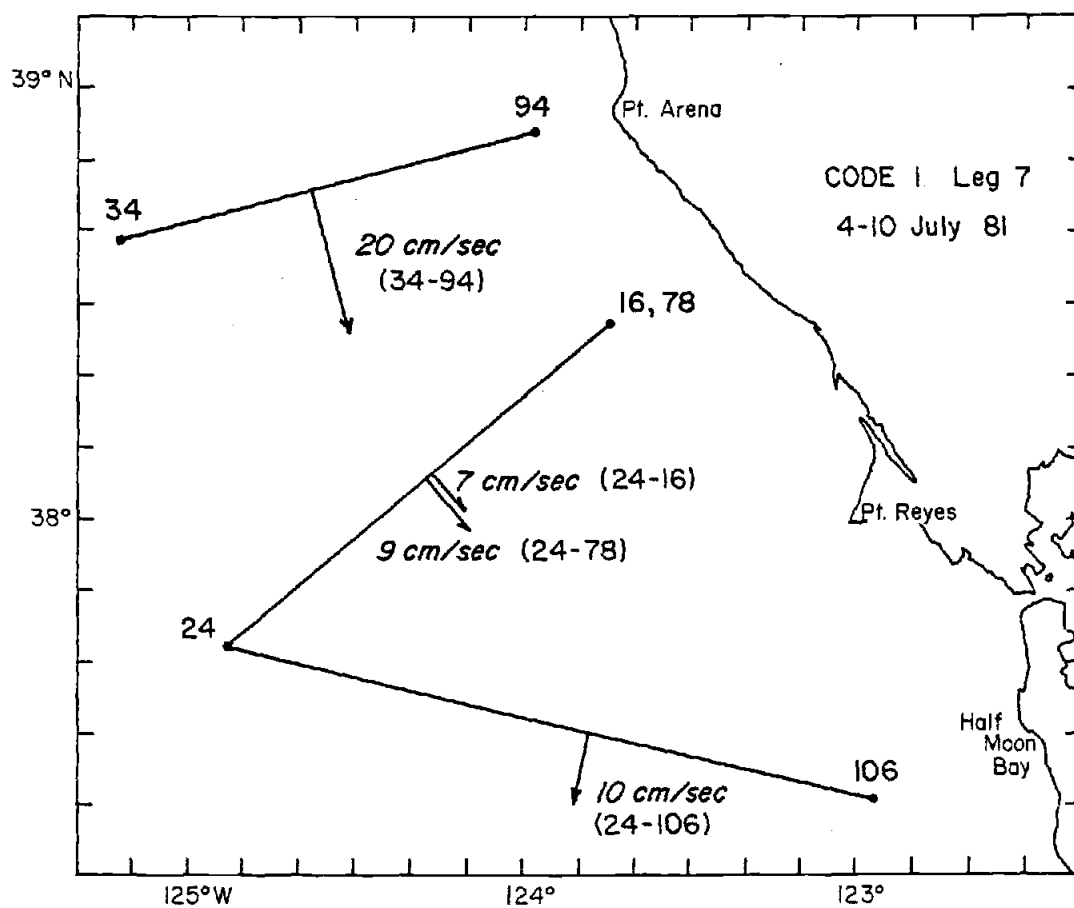 39° N
94
Pt. Arena
CODE 1 Leg 7
4-10 July 81
34
20 cm/sec
(34-94)
16, 78
7 cm/sec (24-16)
38°
Pt. Reyes
9 cm/sec (24-78)
24
Half
Moon
Bay
106
10 cm/sec
(24-106)
125°W
124°
123°